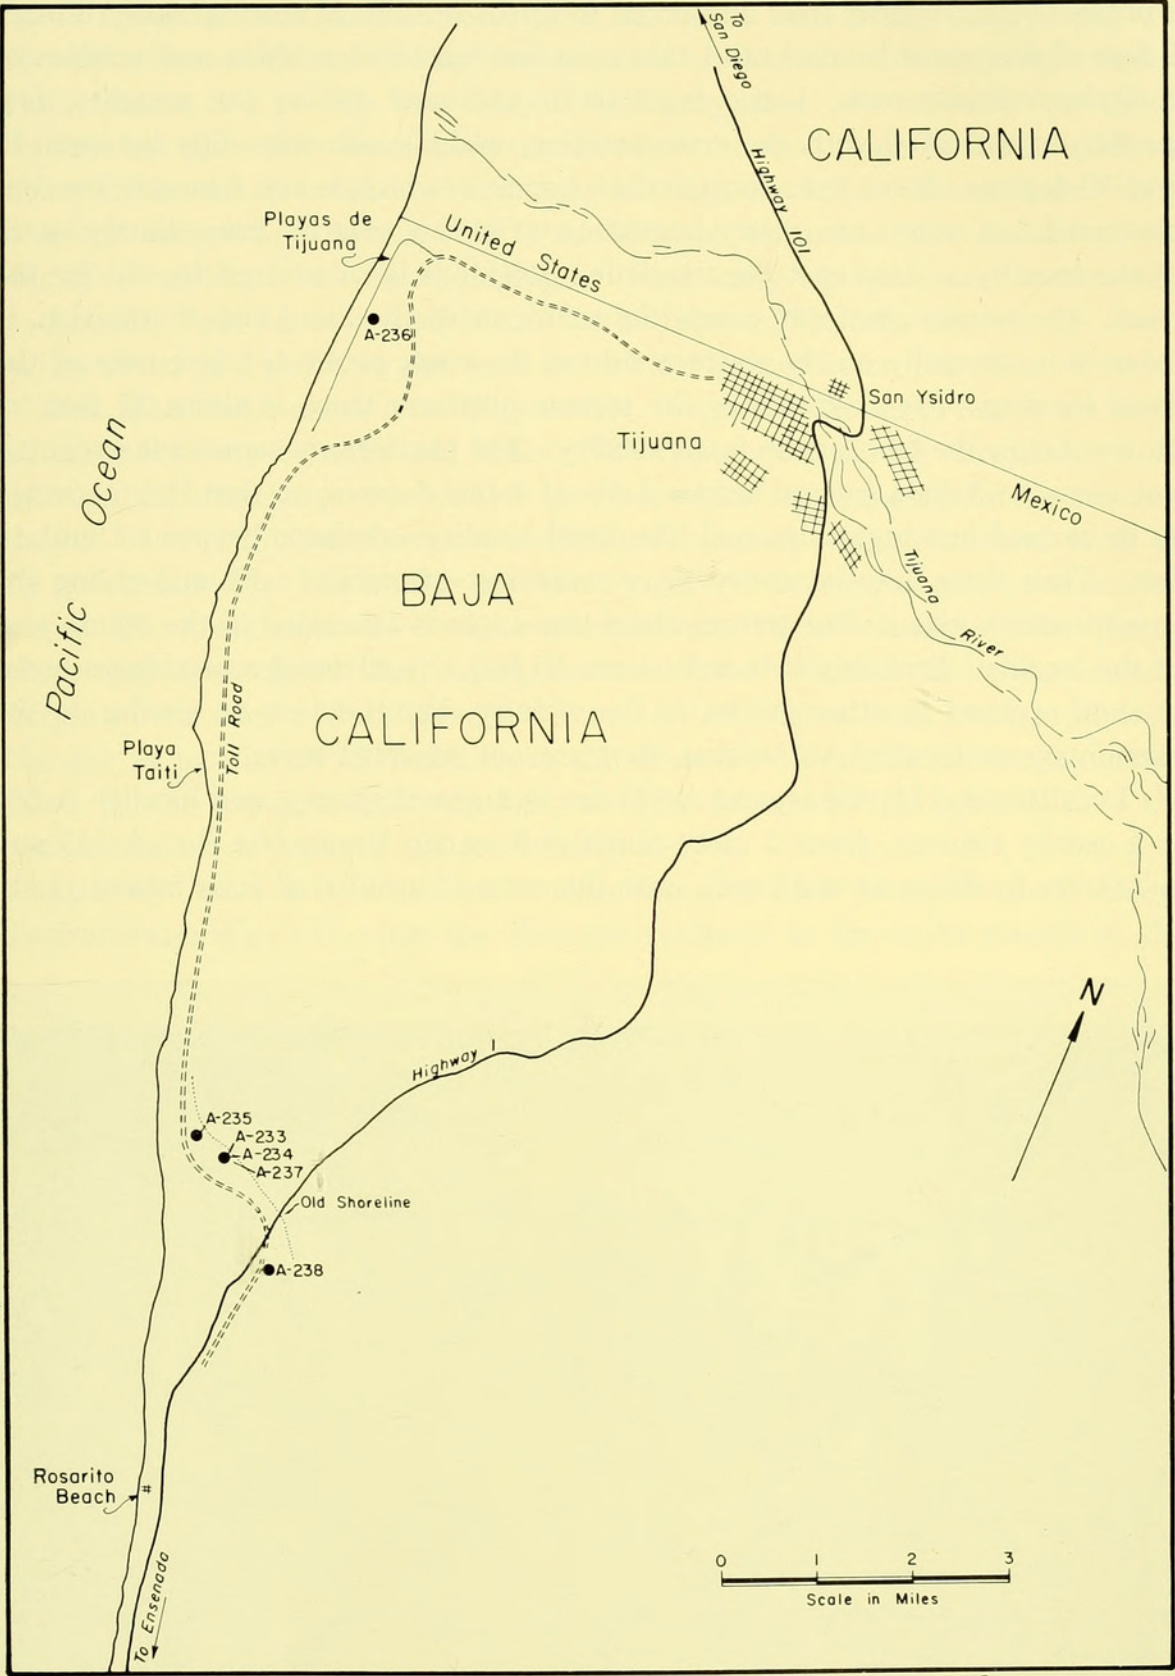 To
San Diego
CALIFORNIA
Highway 101
Playas de
Tijuana
United States
A-236
San Ysidro
Tijuana
Mexico
Pacific Ocean
BAJA
CALIFORNIA
Tijuana River
Toll Road
Playa
Taiti
N
Highway 1
A-235
A-233
A-234
A-237
Old Shoreline
A-238
Rosarito
Beach
To Ensenada
0 1 2 3
Scale in Miles